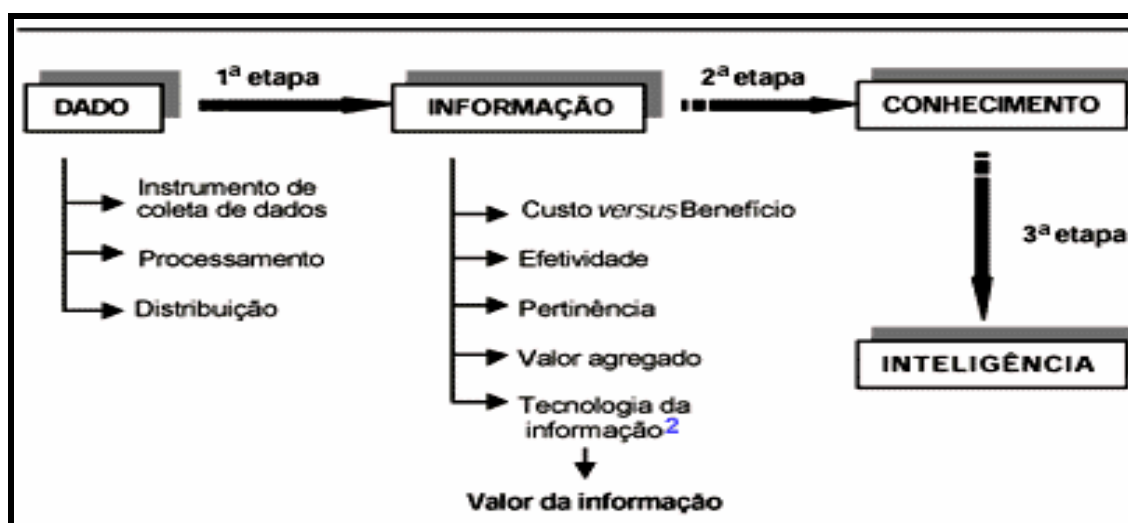 1ª etapa
2ª etapa
DADO
INFORMAÇÃO
CONHECIMENTO
Instrumento de
coleta de dados
Processamento
Distribuição
Custo versus Benefício
Efetividade
Pertinência
Valor agregado
Tecnologia da
informação2
Valor da informação
3ª etapa
INTELIGÊNCIA